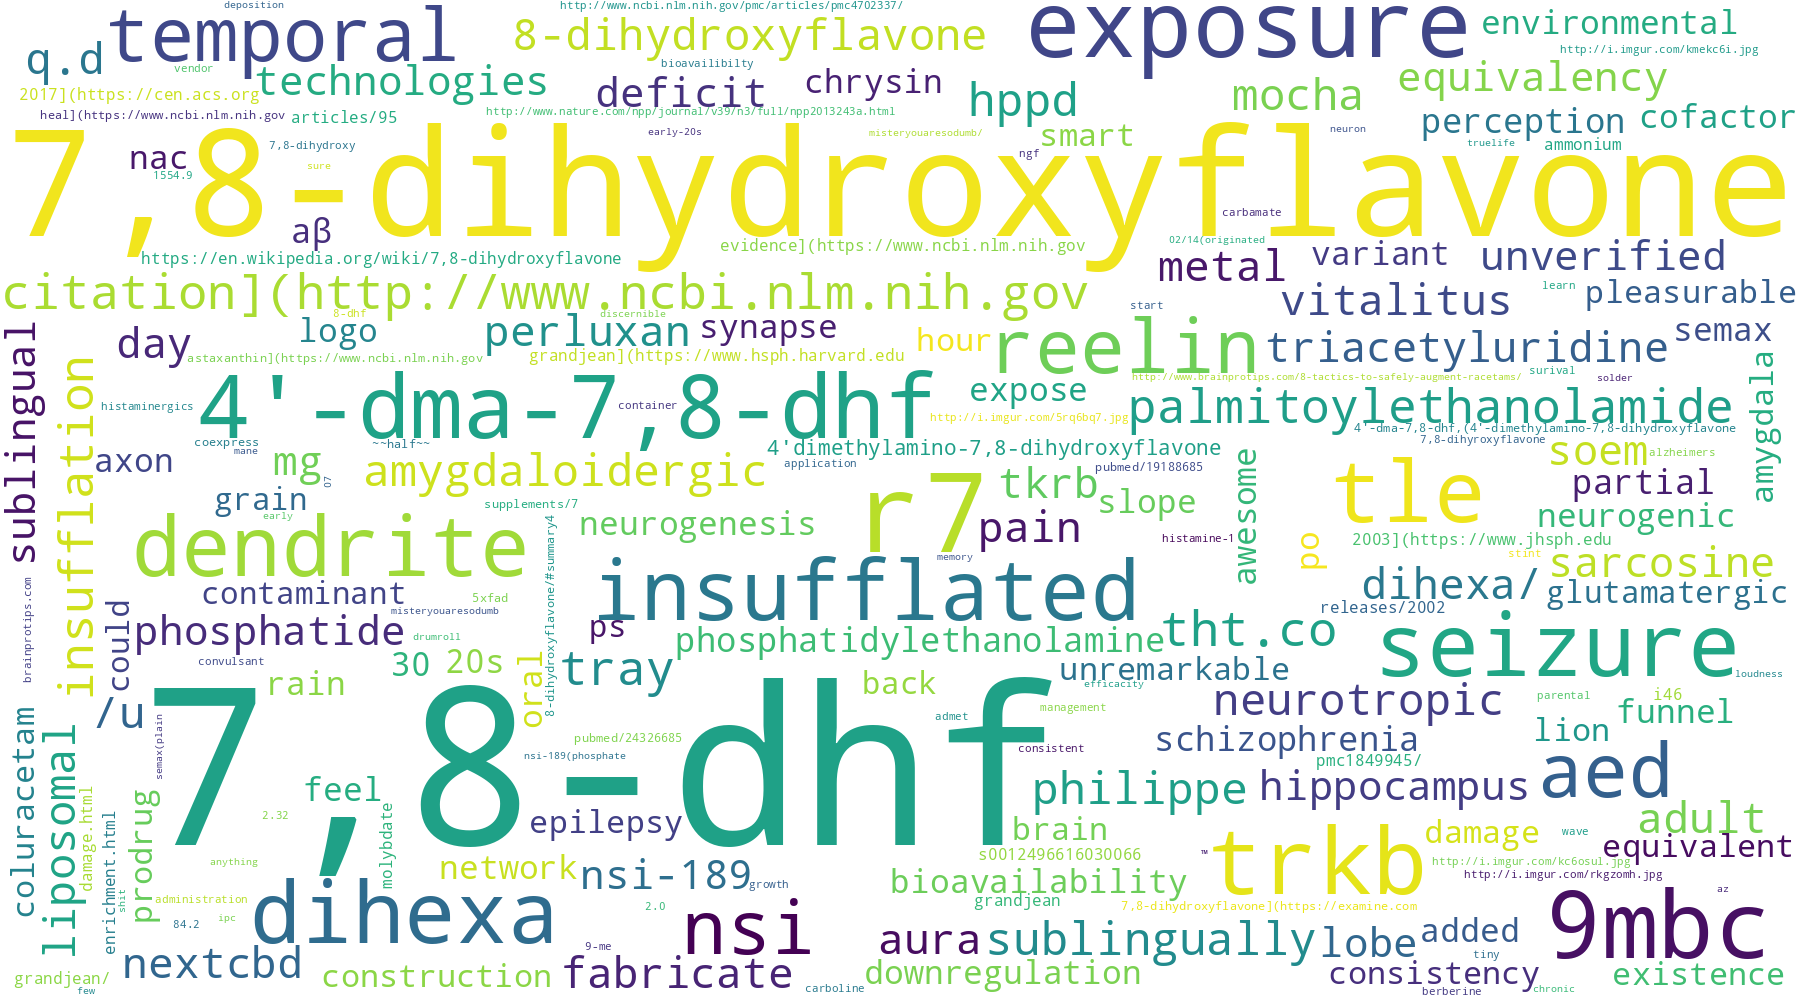 deposition
http://www.ncbi.nlm.nih.gov/pmc/articles/pmc4702337/
temporal
exposure
8-dihydroxyflavone
environmental
q.d
vendor
bioavailibilty
http://i.imgur.com/kmekc6i.jpg
technologies
deficit
chrysin
equivalency
2017](https://cen.acs.org
hppd
mocha
heal](https://www.ncbi.nlm.nih.gov
articles/95
http://www.nature.com/npp/journal/v39/n3/full/npp2013243a.html
perception
cofactor
early-20s
misteryouaresodumb/
smart
neuron
truelife
ammonium
7,8-dihydroxyflavone
nac
7,8-dihydroxy
sure
1554.9
ngf
aβ
carbamate
https://en.wikipedia.org/wiki/7,8-dihydroxyflavone
evidence](https://www.ncbi.nlm.nih.gov
02/14(originated
metal
variant
unverified
citation](http://www.ncbi.nlm.nih.gov
start
vitalitus
learn
pleasurable
8-dhf
discernible
day
logo
perluxan
synapse
hour
reelin
triacetyluridine
semax
astaxanthin](https://www.ncbi.nlm.nih.gov
grandjean](https://www.hsph.harvard.edu
surival
sublingual
insufflation
4'-dma-7,8-dhf
expose
http://www.brainprotips.com/8-tactics-to-safely-augment-racetams/
solder
histaminergics
container
http://i.imgur.com/5rq6bq7.jpg
palmitoylethanolamide
amygdala
coexpress
mane
~~half~~
4'dimethylamino-7,8-dihydroxyflavone
4'-dma-7,8-dhf,(4'-dimethylamino-7,8-dihydroxyflavone
7,8-dihyroxyflavone
axon
mg
07
amygdaloidergic
application
pubmed/19188685
soem
alzheimers
grain
r7
tkrb
slope
awesome
tle
partial
early
supplements/7
dendrite
neurogenesis
pain
neurogenic
histamine-1
po
2003](https://www.jhsph.edu
8-dihydroxyflavone/#summary4
memory
stint
sarcosine
insufflated
dihexa/
glutamatergic
brainprotips.com
contaminant
5xfad
could
misteryouaresodumb
releases/2002
phosphatide
drumroll
ps
phosphatidylethanolamine
tht.co
seizure
convulsant
30
20s
oral
tray
unremarkable
loudness
rain
back
efficacity
/u
7,8-dhf
management
neurotropic
parental
i46
funnel
coluracetam
liposomal
semax(plain
admet
pubmed/24326685
nsi-189(phosphate
consistent
schizophrenia
lion
pmc1849945/
aed
feel
philippe
hippocampus
damage.html
enrichment.html
prodrug
2.32
molybdate
epilepsy
brain
trkb
damage
wave
adult
s0012496616030066
™
equivalent
anything
network
nsi-189
growth
http://i.imgur.com/kc6osul.jpg
http://i.imgur.com/rkgzomh.jpg
bioavailability
shit
administration
dihexa
grandjean
az
ipc
84.2
2.0
nsi
7,8-dihydroxyflavone](https://examine.com
9mbc
9-me
aura
sublingually
lobe
added
tiny
nextcbd
construction
fabricate
downregulation
consistency
existence
grandjean/
few
carboline
berberine
chronic